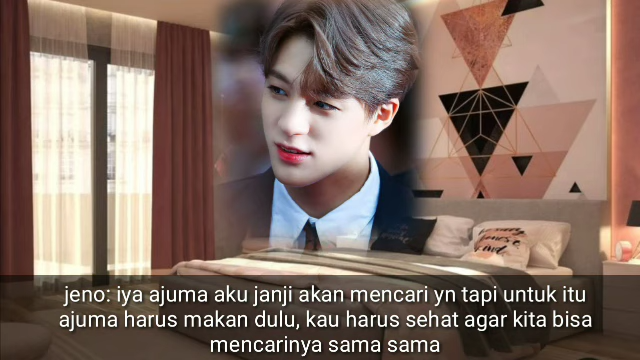 jeno: iya ajuma aku janji akan mencari yn tapi untuk itu
ajuma harus makan dulu, kau harus sehat agar kita bisa
mencarinya sama sama